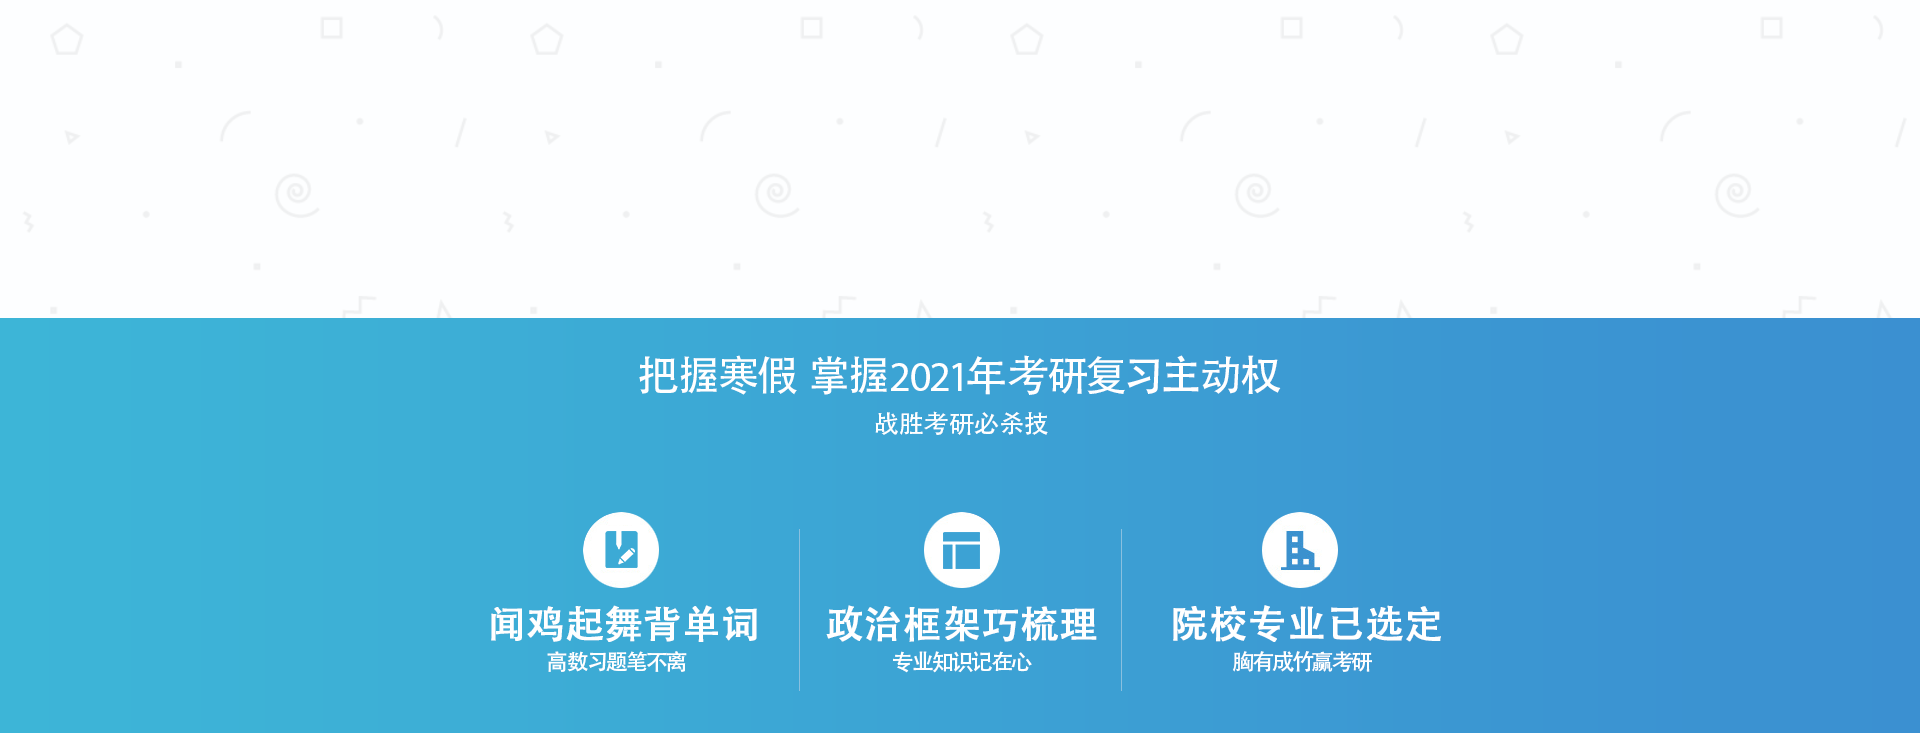 把握寒假 掌握2021年考研复习主动权
战胜考研必杀技
闻鸡起舞背单词
高数习题笔不离
政治框架巧梳理
专业知识记在心
院校专业已选定
胸有成竹赢考研